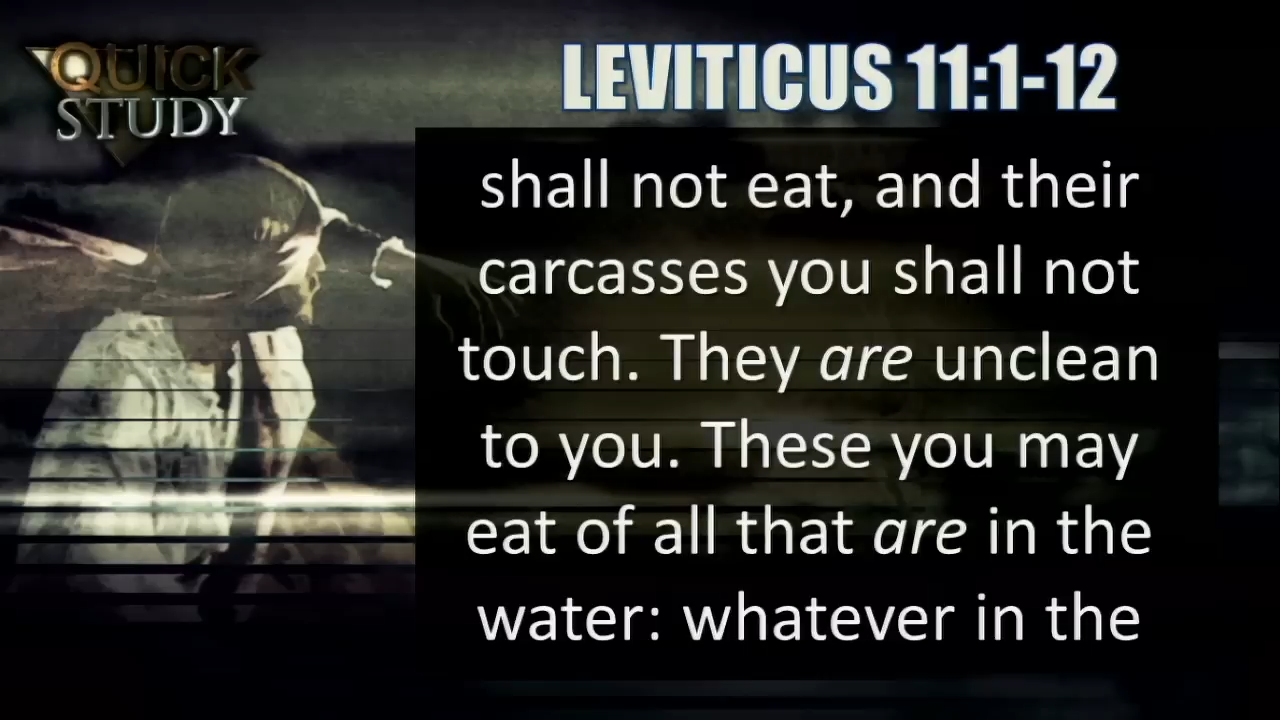 QUICK
STUDY
LEVITICUS 11:1-12
shall not eat, and their
carcasses you shall not
touch. They are unclean
to you. These you may
eat of all that are in the
water: whatever in the